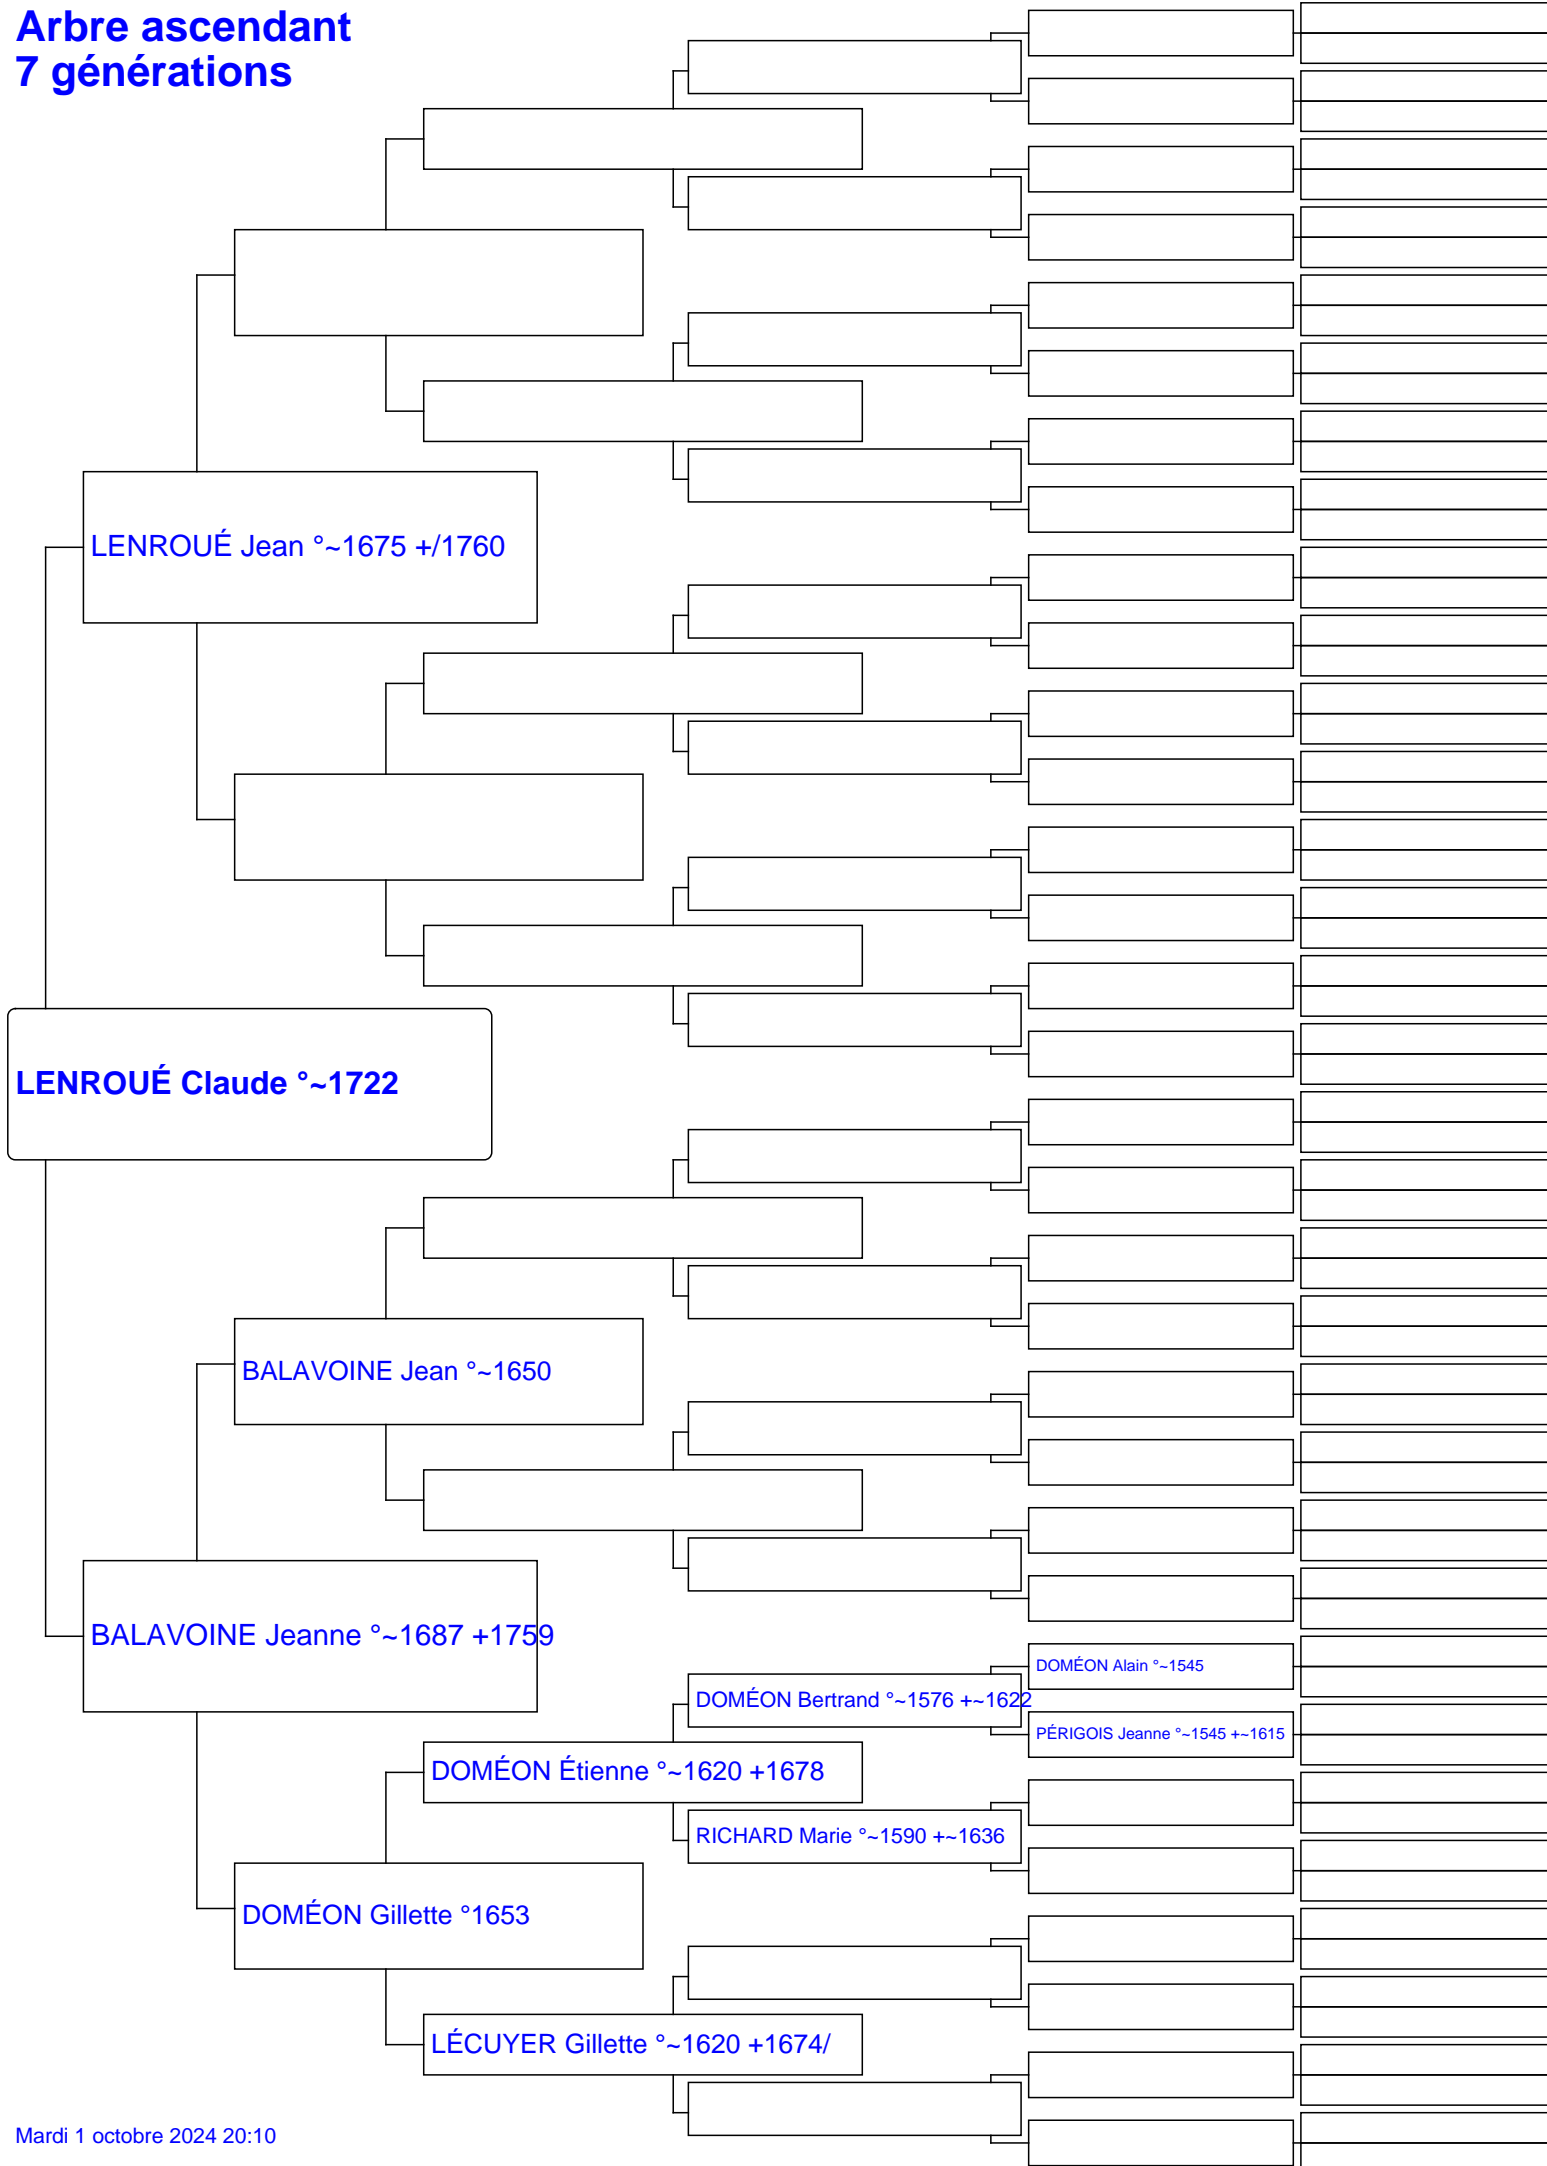 Arbre ascendant
7 générations
LENROUÉ Jean °~1675 +/1760
LENROUÉ Claude °~1722
BALAVOINE Jean °~1650
BALAVOINE Jeanne °~1687 +1759
DOMÉON Alain °~1545
DOMÉON Bertrand °~1576 +~1622
PÉRIGOIS Jeanne °~1545 +~1615
DOMÉON Étienne °~1620 +1678
RICHARD Marie °~1590 +~1636
DOMÉON Gillette °1653
LÉCUYER Gillette °~1620 +1674/
Mardi 1 octobre 2024 20:10